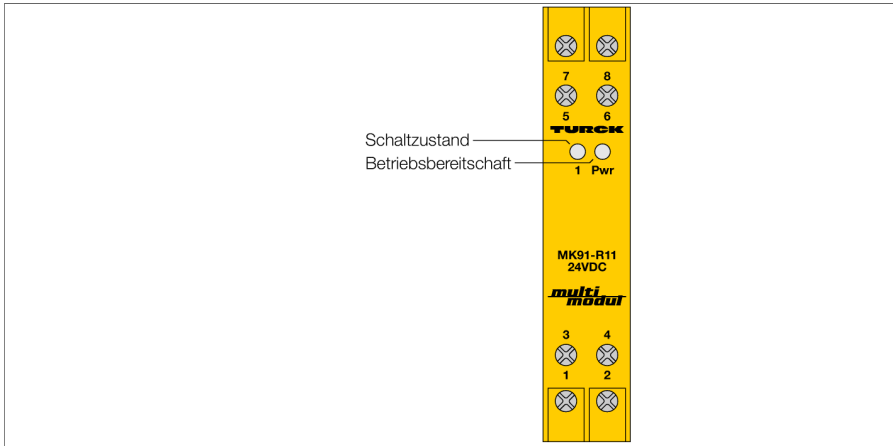 7 8
5 6
TURCK
Schaltzustand
Betriebsbereitschaft
1 Pwr
MK91-R11
24VDC
multi
modul
3 4
1 2